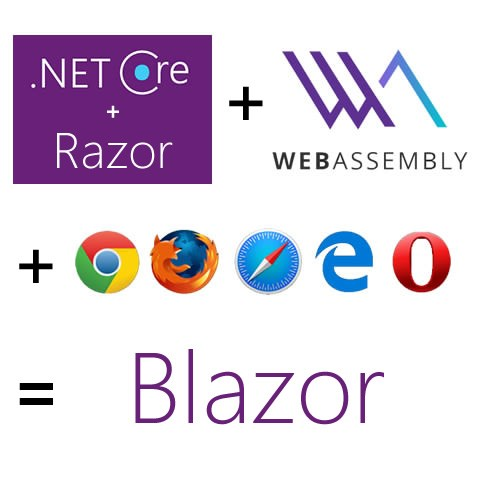 .NET Core
+
Razor
+
WEBASSEMBLY
+
= Blazor